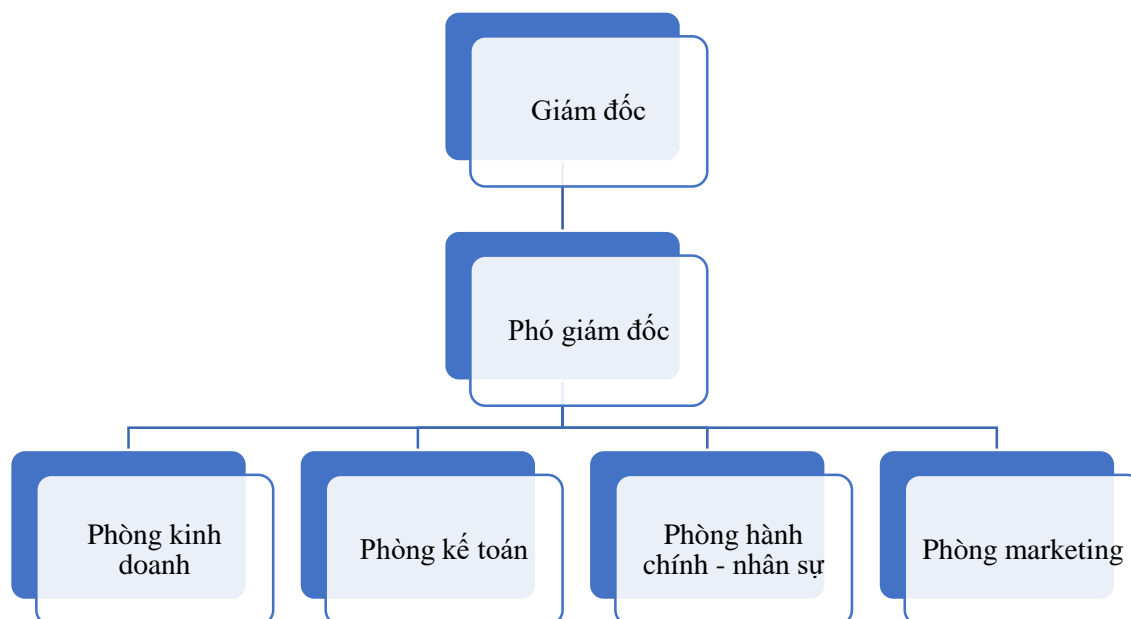 Giám đốc
Phó giám đốc
Phòng kinh
doanh
Phòng kế toán
Phòng hành
chính - nhân sự
Phòng marketing